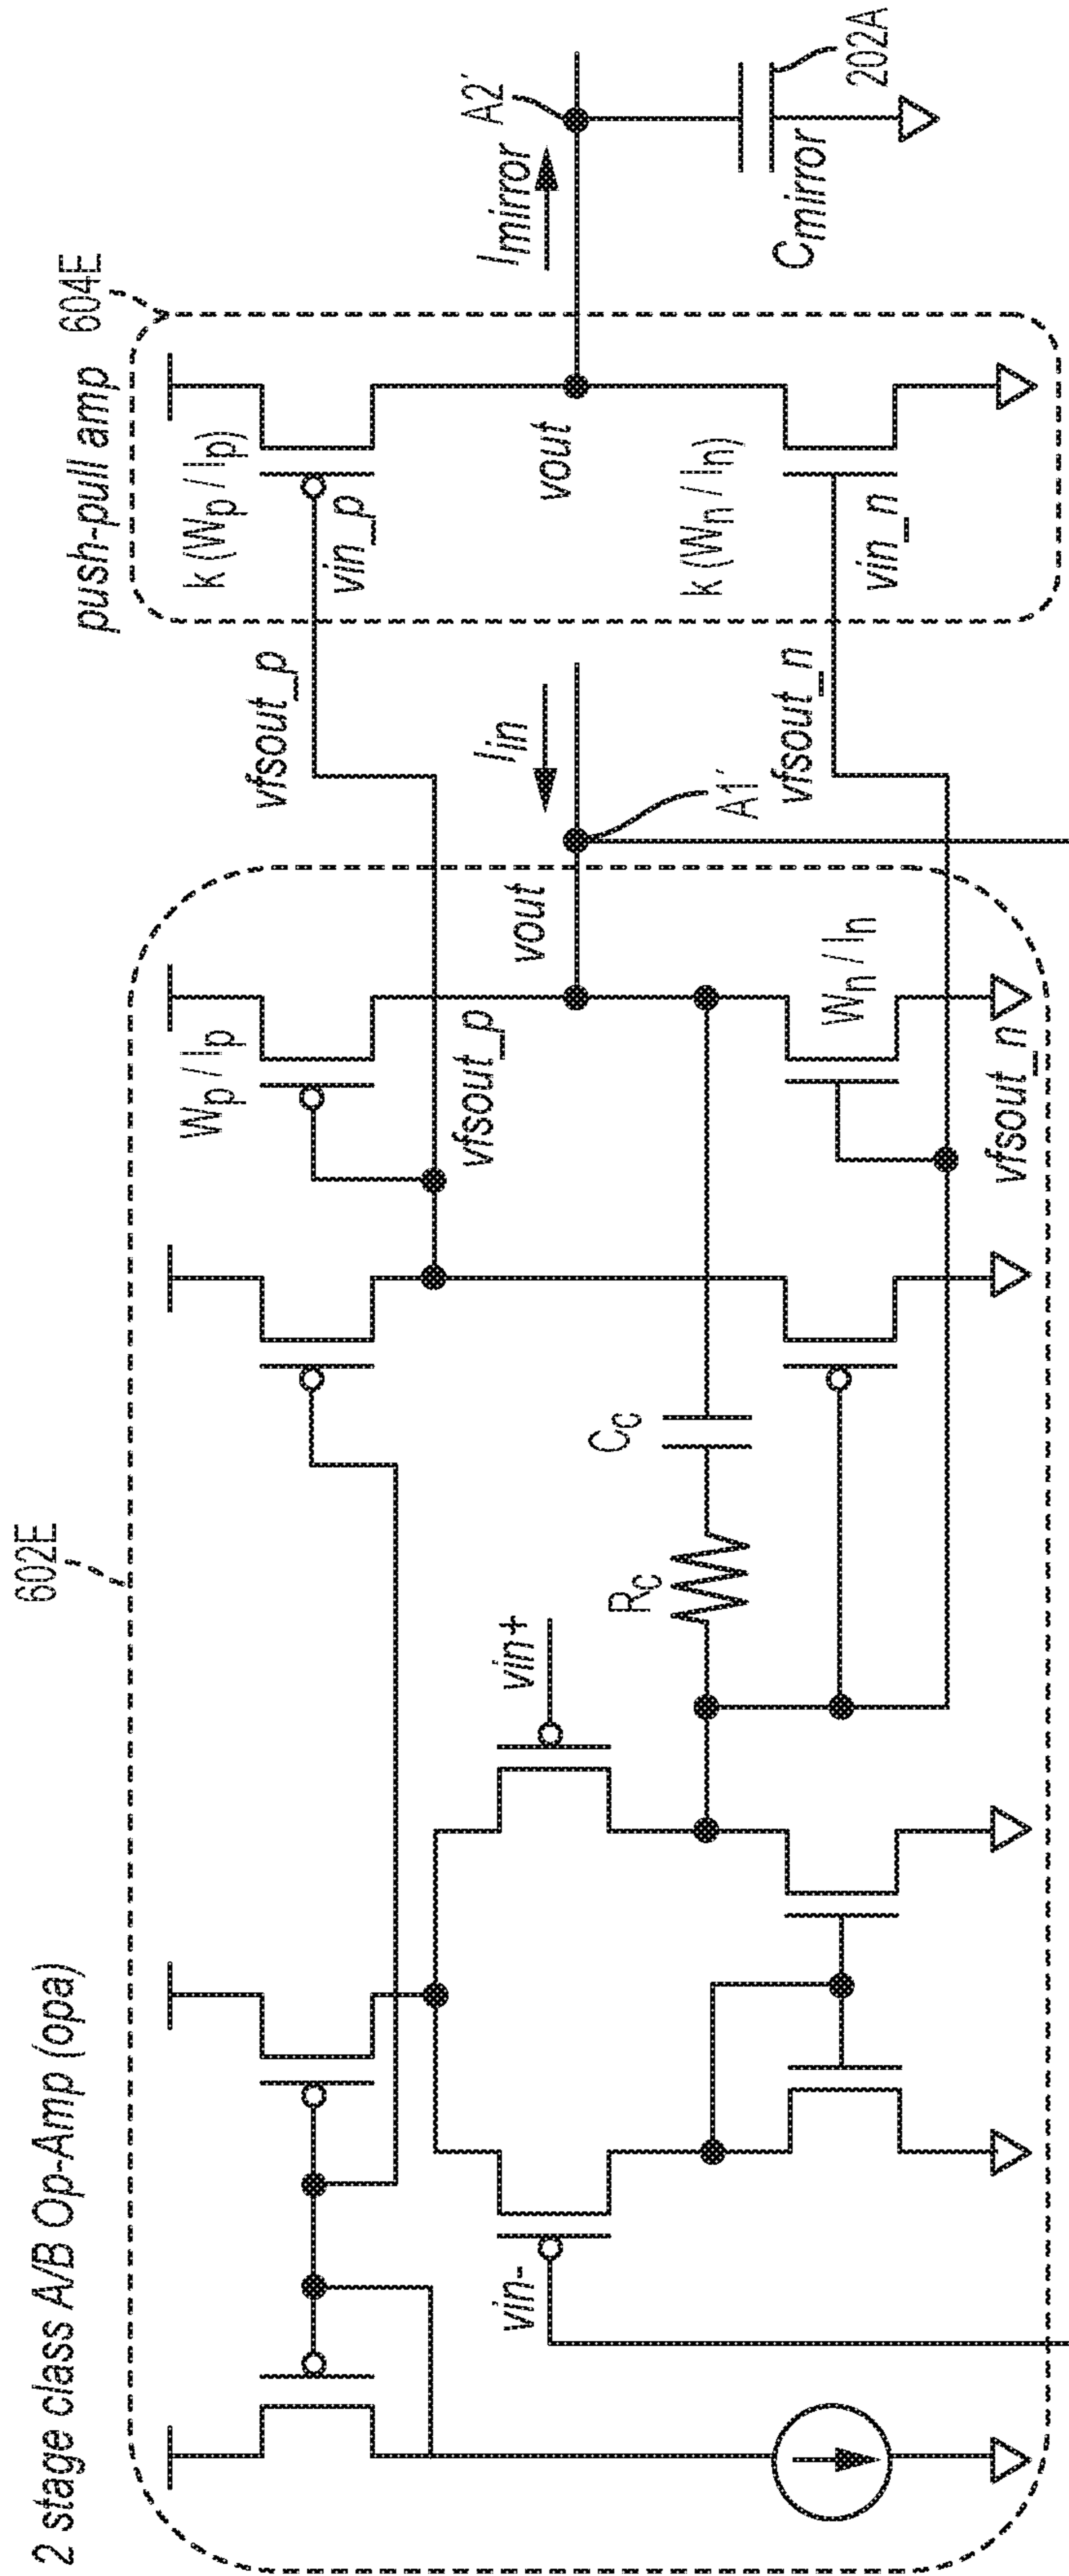 2 stage class A/B Op-Amp (opa)
602E
push-pull amp
604E
Wp / lp
k (Wp / lp)
vfsout_p
vin_p
vfsout_p
vin-
vin+
vout
Iin
vout
Imirror
A2′
Rc
Cc
A1′
k (Wn / ln)
Cmirror
202A
Wn / ln
vfsout_n
vin_n
vfsout_n